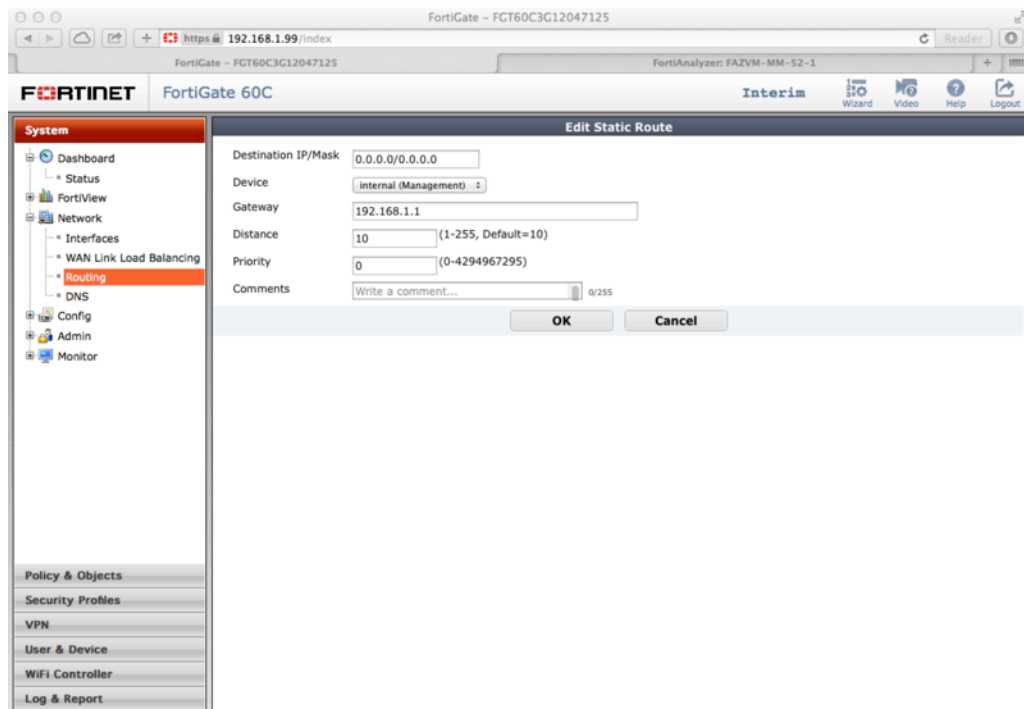 FortiGate – FGT60C3G12047125
https 192.168.1.99/index
Reader
FortiGate – FGT60C3G12047125
FortiAnalyzer: FAZVM-MM-52-1
FORTINET
FortiGate 60C
Interim
Wizard
Video
Help
Logout
System
Dashboard
Status
FortiView
Network
Interfaces
WAN Link Load Balancing
Routing
DNS
Config
Admin
Monitor
Policy & Objects
Security Profiles
VPN
User & Device
WiFi Controller
Log & Report
Edit Static Route
Destination IP/Mask 0.0.0.0/0.0.0.0
Device internal (Management)
Gateway 192.168.1.1
Distance 10 (1-255, Default=10)
Priority 0 (0-4294967295)
Comments Write a comment... 0/255
OK Cancel